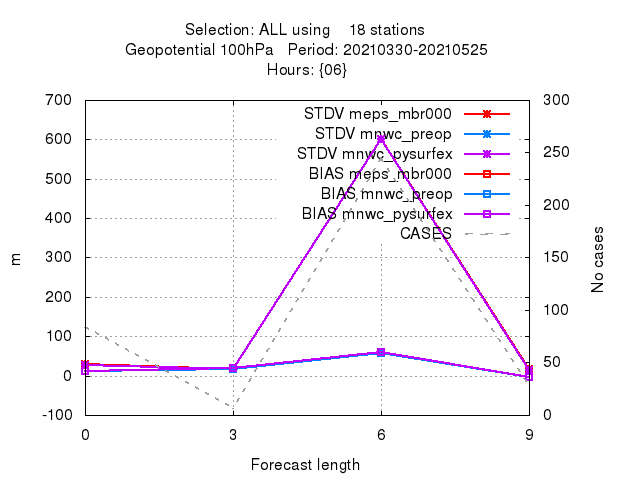 Selection: ALL using 18 stations
Geopotential 100hPa Period: 20210330-20210525
Hours: {06}
STDV meps_mbr000
STDV mnwc_preop
STDV mnwc_pysurfex
BIAS meps_mbr000
BIAS mnwc_preop
BIAS mnwc_pysurfex
CASES
700
600
500
400
300
200
100
0
-100
m
300
250
200
150
100
50
0
No cases
0 3 6 9
Forecast length